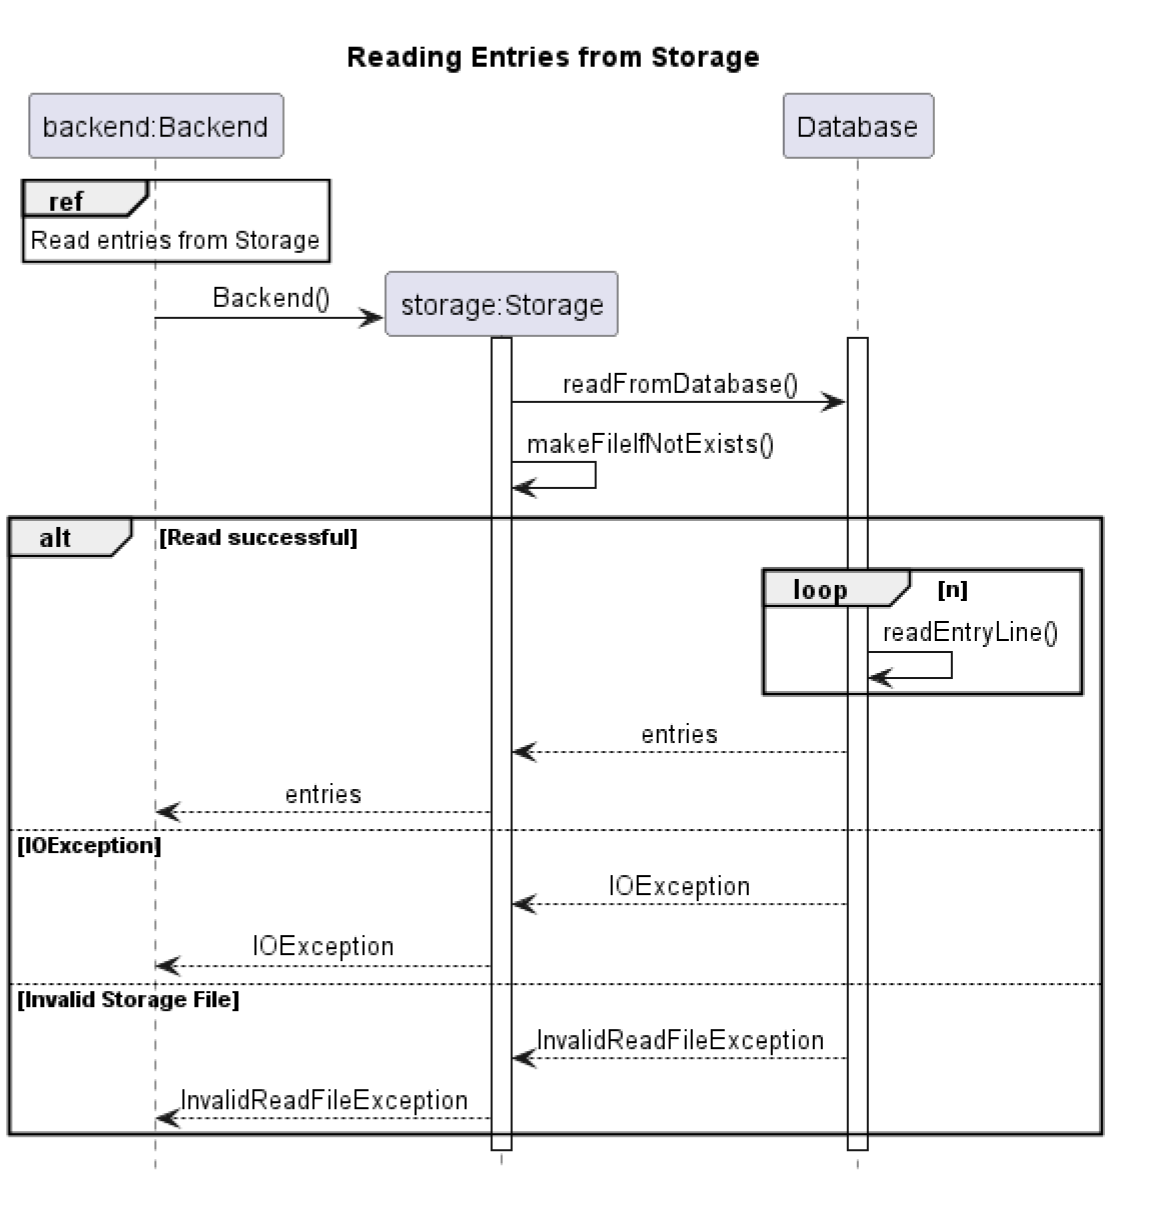 Reading Entries from Storage
backend:Backend
Database
ref
Read entries from Storage
Backend()
storage:Storage
readFromDatabase()
makeFileIfNotExists()
alt
[Read successful]
loop
[n]
readEntryLine()
entries
entries
[IOException]
IOException
IOException
[Invalid Storage File]
InvalidReadFileException
InvalidReadFileException